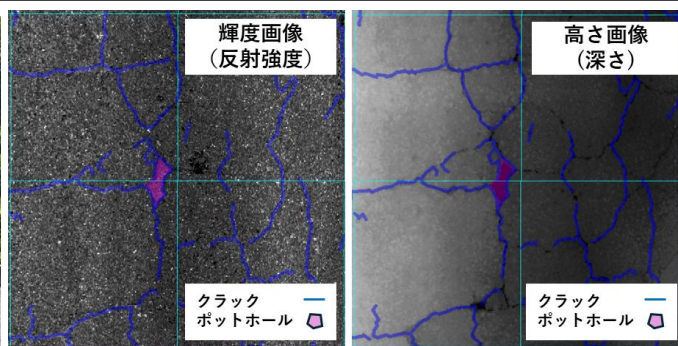 輝度画像
（反射強度）
クラック
ポットホール
高さ画像
（深さ）
クラック
ポットホール